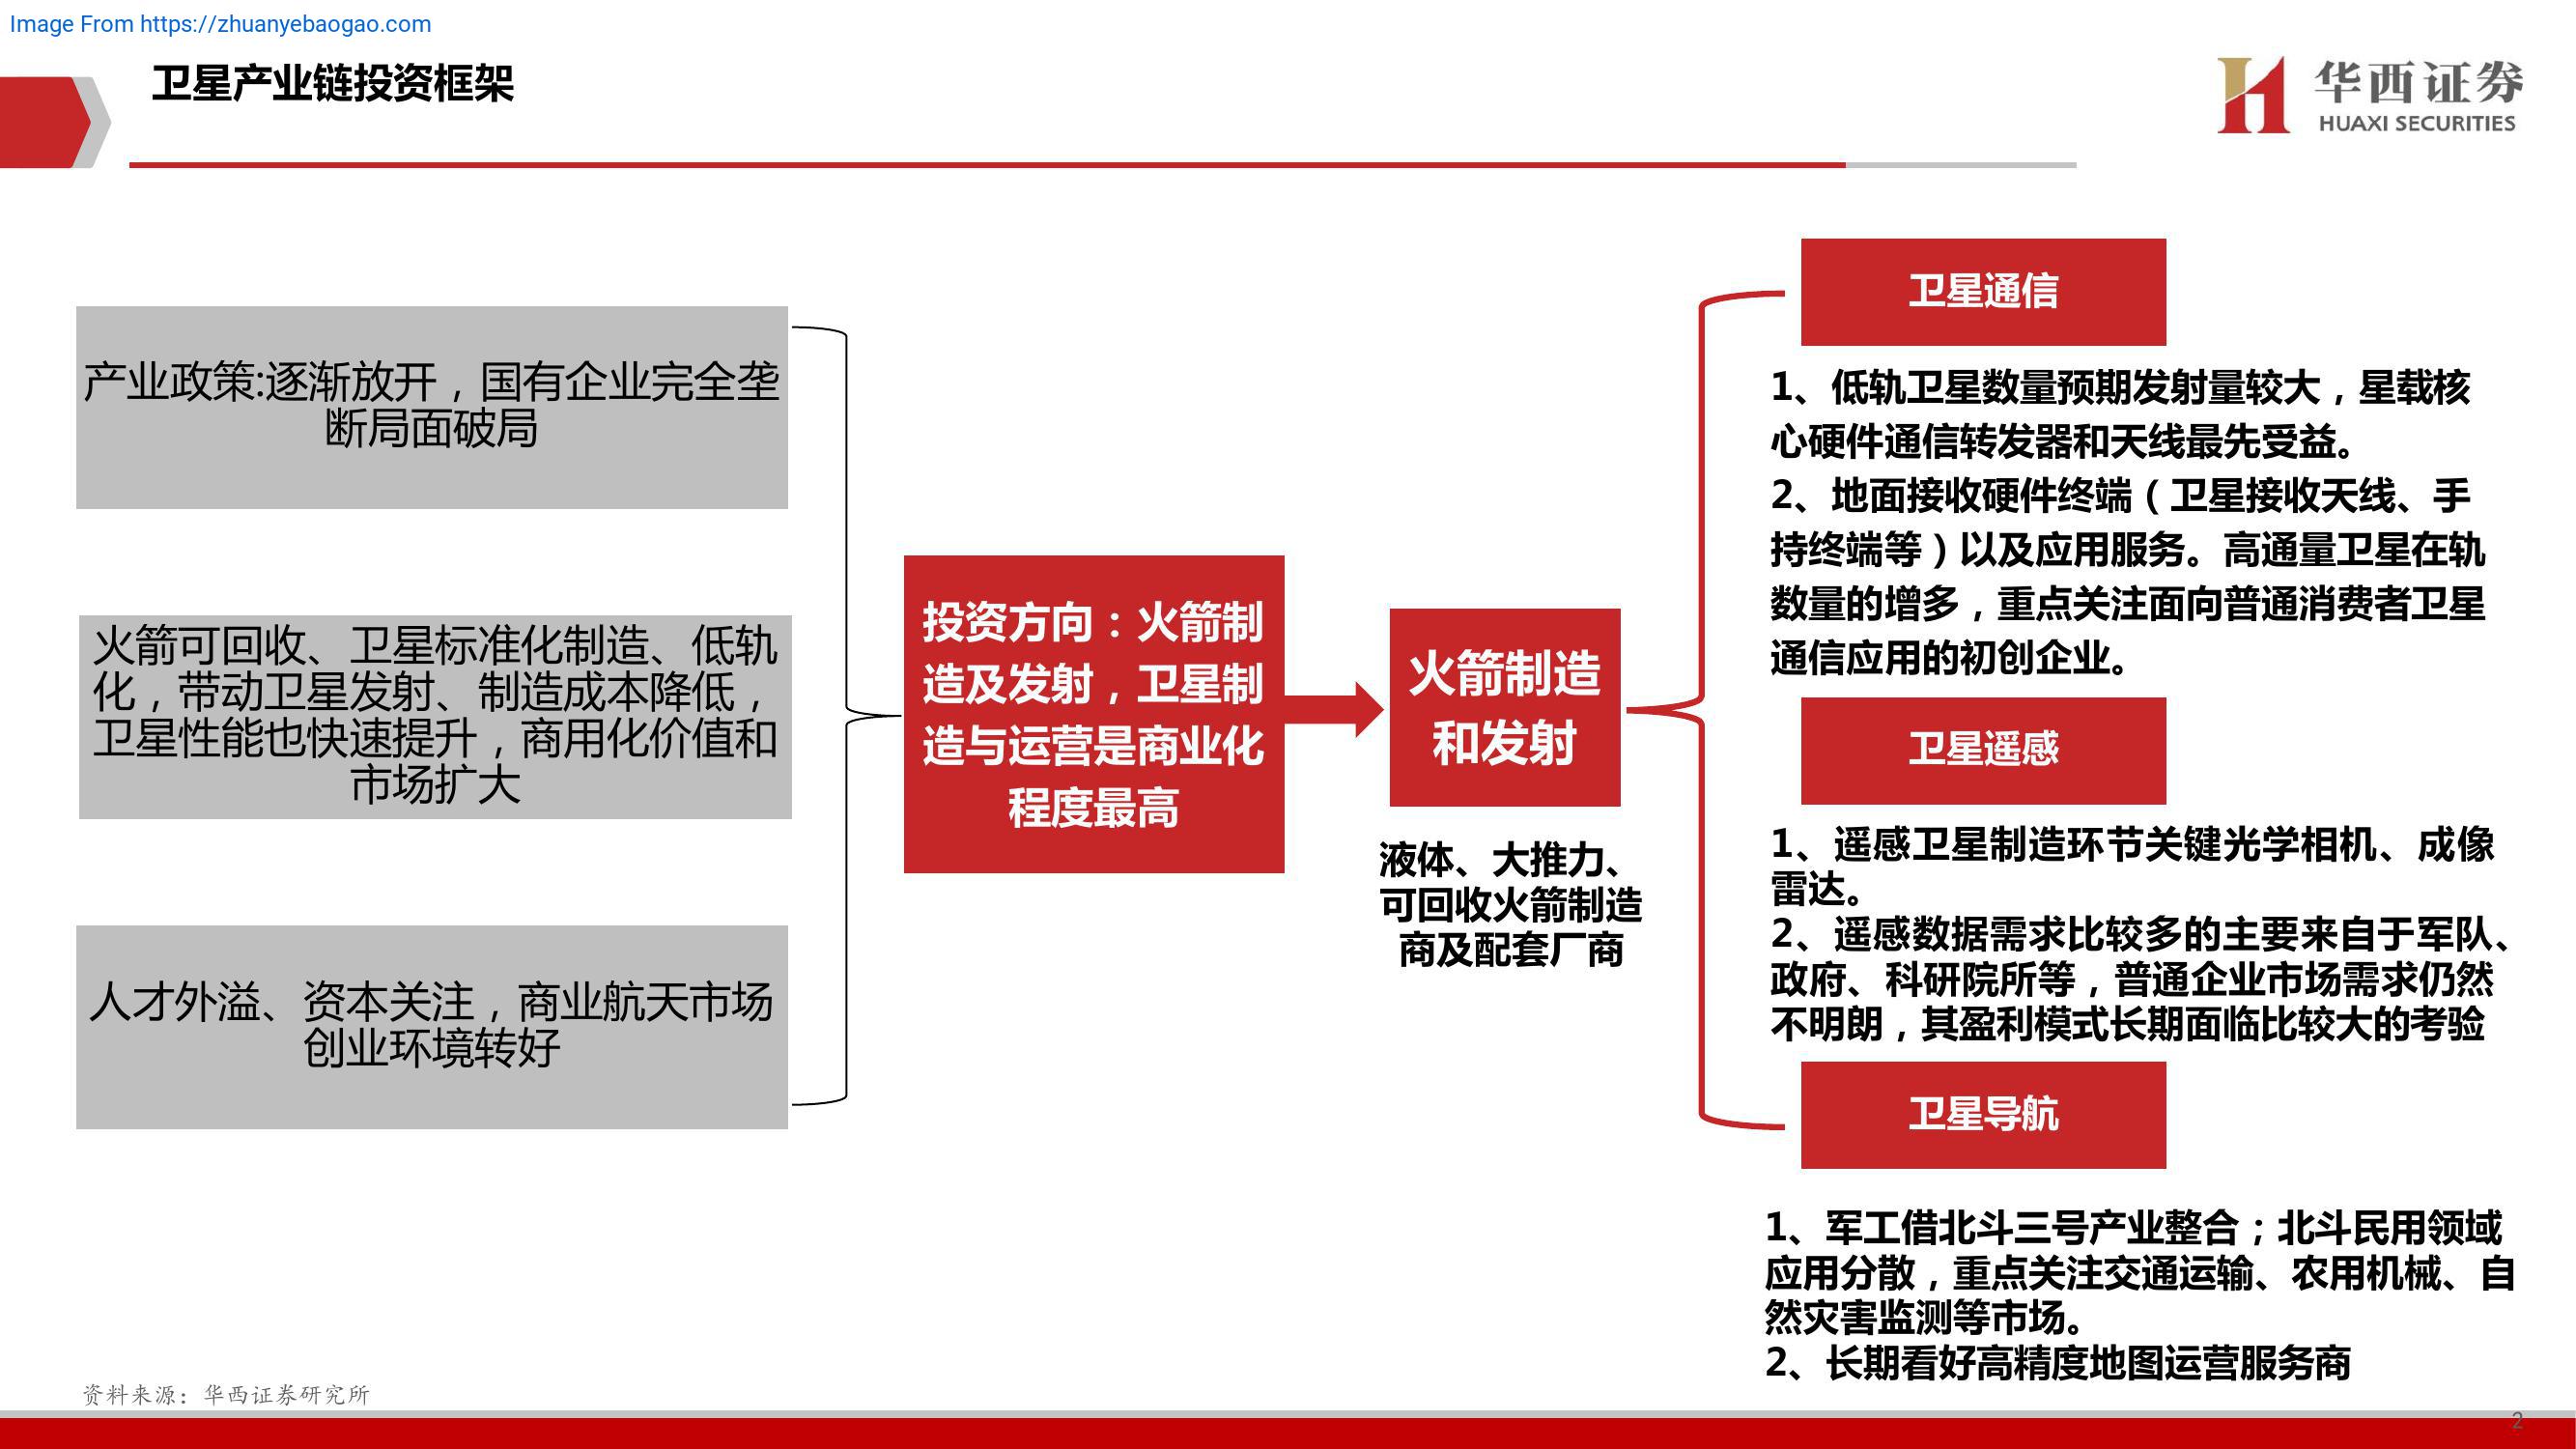 Image From https://zhuanyebaogao.com
卫星产业链投资框架
华西证券
HUAXI SECURITIES
产业政策:逐渐放开，国有企业完全垄
断局面破局
火箭可回收、卫星标准化制造、低轨
化，带动卫星发射、制造成本降低，
卫星性能也快速提升，商用化价值和
市场扩大
人才外溢、资本关注，商业航天市场
创业环境转好
投资方向：火箭制
造及发射，卫星制
造与运营是商业化
程度最高
火箭制造
和发射
液体、大推力、
可回收火箭制造
商及配套厂商
卫星通信
1、低轨卫星数量预期发射量较大，星载核
心硬件通信转发器和天线最先受益。
2、地面接收硬件终端（卫星接收天线、手
持终端等）以及应用服务。高通量卫星在轨
数量的增多，重点关注面向普通消费者卫星
通信应用的初创企业。
卫星遥感
1、遥感卫星制造环节关键光学相机、成像
雷达。
2、遥感数据需求比较多的主要来自于军队、
政府、科研院所等，普通企业市场需求仍然
不明朗，其盈利模式长期面临比较大的考验
卫星导航
1、军工借北斗三号产业整合；北斗民用领域
应用分散，重点关注交通运输、农用机械、自
然灾害监测等市场。
2、长期看好高精度地图运营服务商
资料来源：华西证券研究所
2